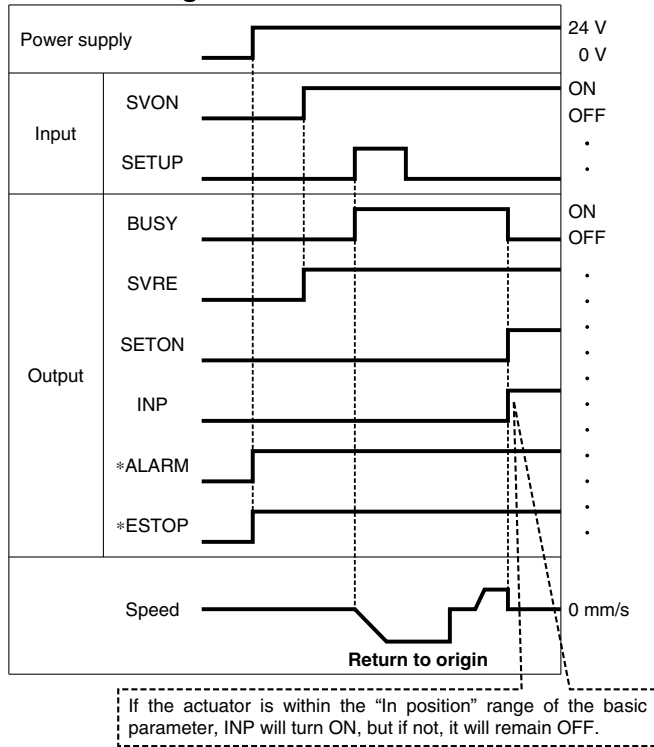 Power supply
24 V
0 V
Input
SVON
ON
OFF
SETUP
Output
BUSY
ON
OFF
SVRE
SETON
INP
*ALARM
*ESTOP
Speed
0 mm/s
Return to origin
If the actuator is within the “In position” range of the basic
parameter, INP will turn ON, but if not, it will remain OFF.